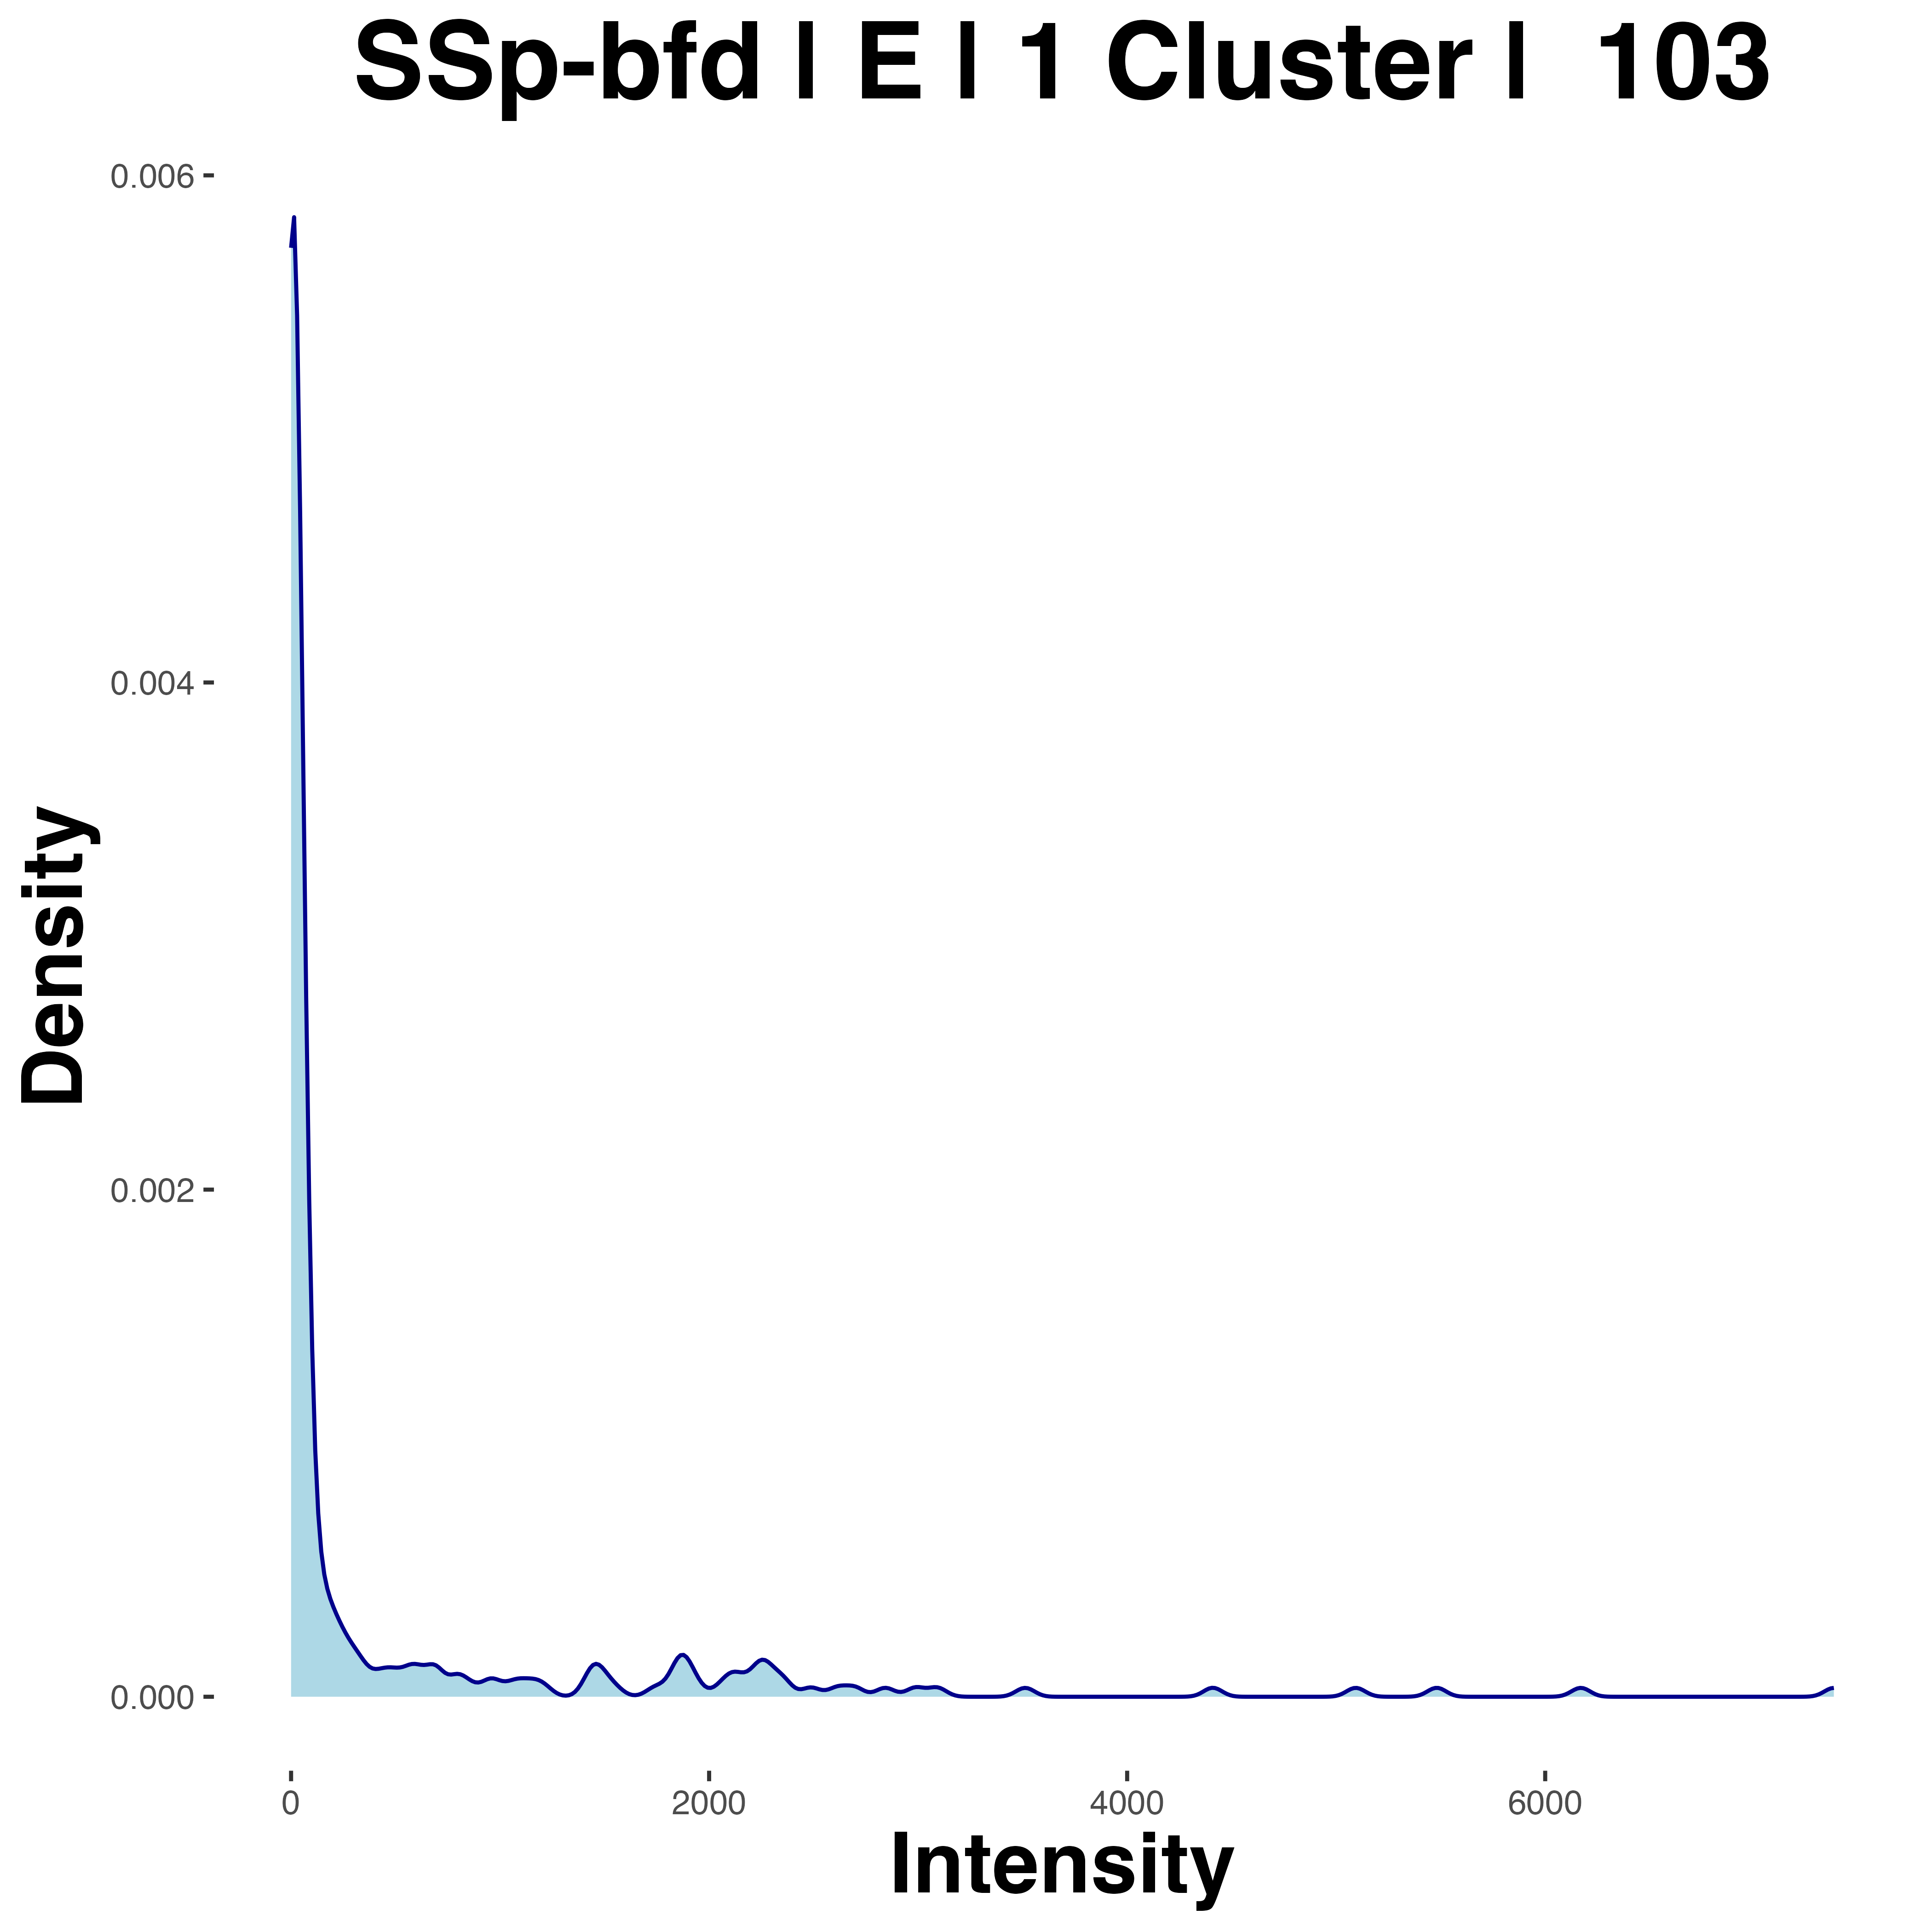 SSp-bfd | E | 1 Cluster | 103
0.006
0.004
0.002
0.000
Density
0 2000 4000 6000
Intensity